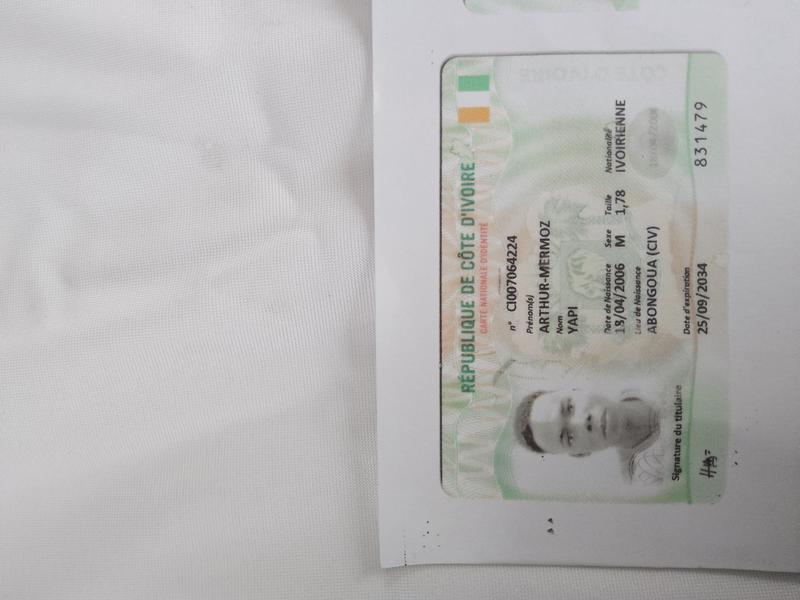 RÉPUBLIQUE DE CÔTE D'IVOIRE
CARTE NATIONALE D'IDENTITÉ
n° CI007064224
Prénom(s)
ARTHUR-MERMOZ
Nom
YAPI
Date de Naissance Sexe Taille Nationalité
18/04/2006 M 1,78 IVOIRIENNE
Lieu de Naissance
ABONGOUA (CIV)
Date d'expiration
25/09/2034
831479
Signature du titulaire